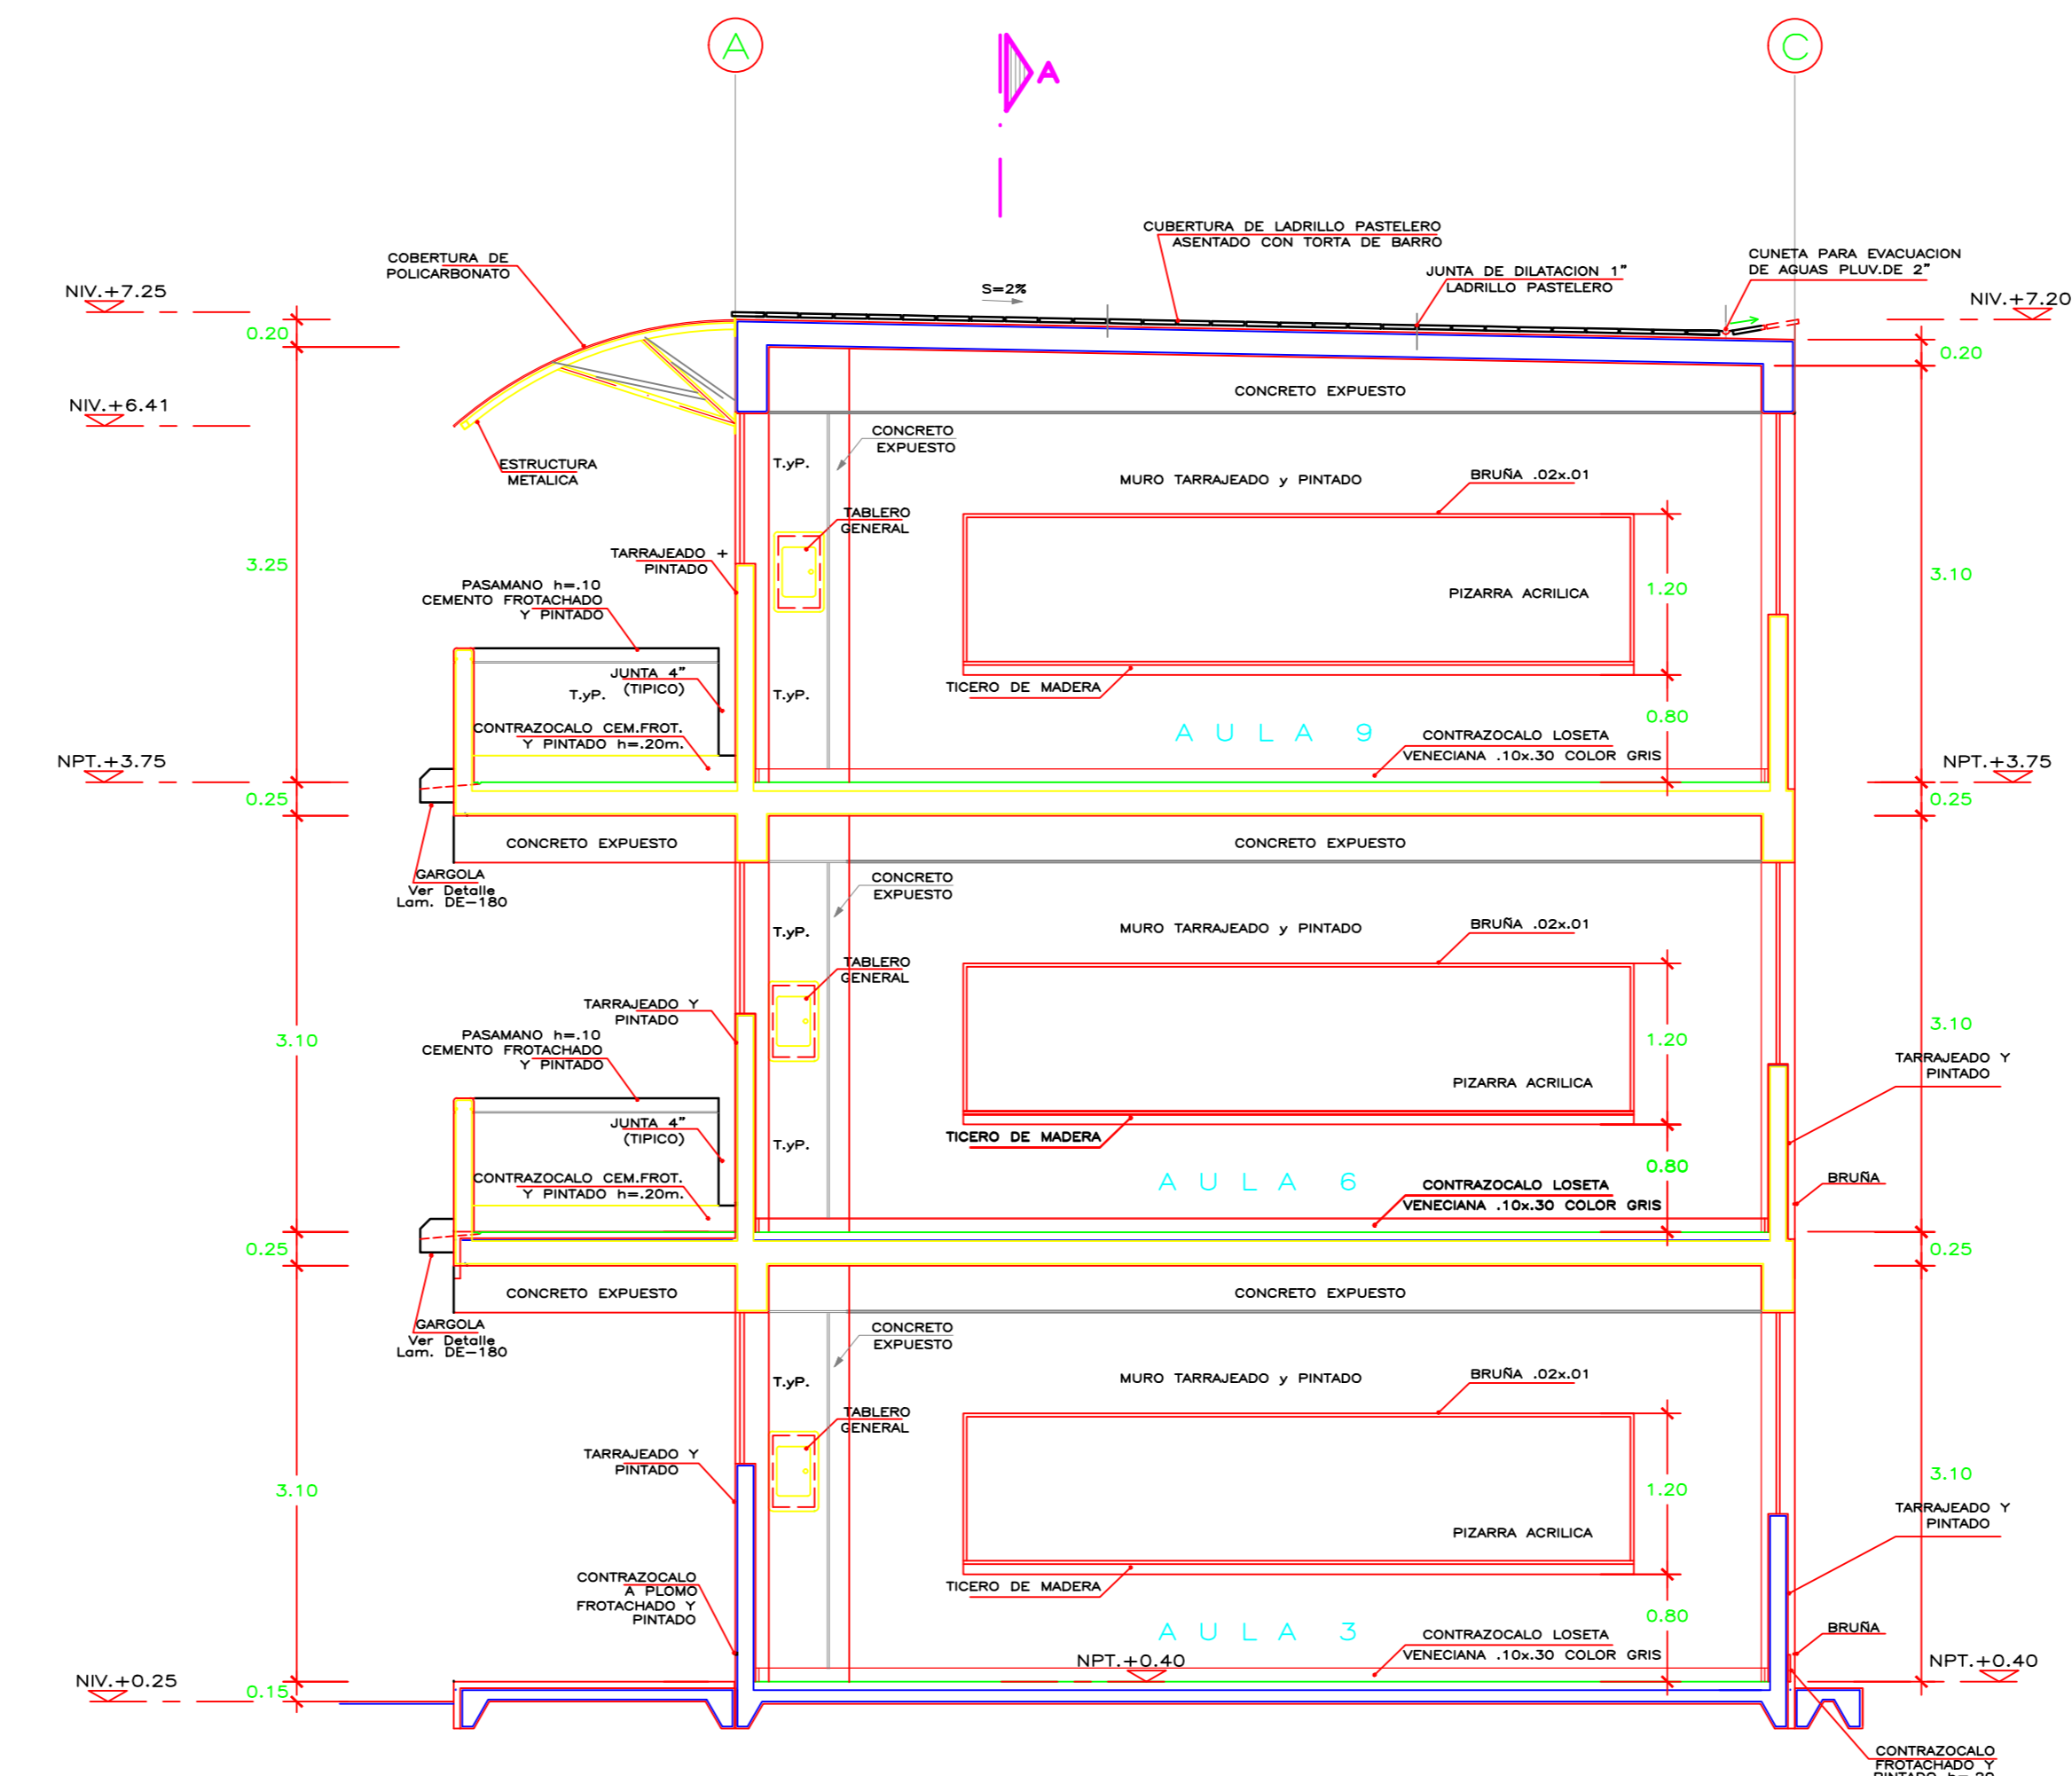 A
C
A
CUBERTURA DE LADRILLO PASTELERO
ASENTADO CON TORTA DE BARRO
COBERTURA DE
POLICARBONATO
CUNETA PARA EVACUACION
DE AGUAS PLUV.DE 2"
JUNTA DE DILATACION 1"
LADRILLO PASTELERO
S=2%
NIV.+7.25
NIV.+7.20
0.20
0.20
NIV.+6.41
CONCRETO EXPUESTO
CONCRETO
EXPUESTO
ESTRUCTURA
METALICA
T.yP.
MURO TARRAJEADO y PINTADO
BRUÑA .02x.01
TABLERO
GENERAL
TARRAJEADO +
PINTADO
3.25
3.10
PASAMANO h=.10
CEMENTO FROTACHADO
Y PINTADO
1.20
PIZARRA ACRILICA
JUNTA 4"
(TIPICO)
T.yP.
T.yP.
TICERO DE MADERA
0.80
CONTRAZOCALO CEM.FROT.
Y PINTADO h=.20m.
AULA 9
CONTRAZOCALO LOSETA
VENECIANA .10x.30 COLOR GRIS
NPT.+3.75
NPT.+3.75
0.25
0.25
CONCRETO EXPUESTO
CONCRETO EXPUESTO
GARGOLA
Ver Detalle
Lam. DE-180
CONCRETO
EXPUESTO
T.yP.
MURO TARRAJEADO y PINTADO
BRUÑA .02x.01
TABLERO
GENERAL
TARRAJEADO Y
PINTADO
3.10
3.10
PASAMANO h=.10
CEMENTO FROTACHADO
Y PINTADO
1.20
TARRAJEADO Y
PINTADO
PIZARRA ACRILICA
JUNTA 4"
(TIPICO)
T.yP.
TICERO DE MADERA
0.80
CONTRAZOCALO CEM.FROT.
Y PINTADO h=.20m.
AULA 6
CONTRAZOCALO LOSETA
VENECIANA .10x.30 COLOR GRIS
BRUÑA
0.25
0.25
CONCRETO EXPUESTO
CONCRETO EXPUESTO
GARGOLA
Ver Detalle
Lam. DE-180
CONCRETO
EXPUESTO
T.yP.
MURO TARRAJEADO y PINTADO
BRUÑA .02x.01
TABLERO
GENERAL
TARRAJEADO Y
PINTADO
3.10
3.10
1.20
TARRAJEADO Y
PINTADO
PIZARRA ACRILICA
CONTRAZOCALO
A PLOMO
FROTACHADO Y
PINTADO
TICERO DE MADERA
0.80
AULA 3
CONTRAZOCALO LOSETA
VENECIANA .10x.30 COLOR GRIS
BRUÑA
NPT.+0.40
NPT.+0.40
NIV.+0.25
0.15
CONTRAZOCALO
FROTACHADO Y